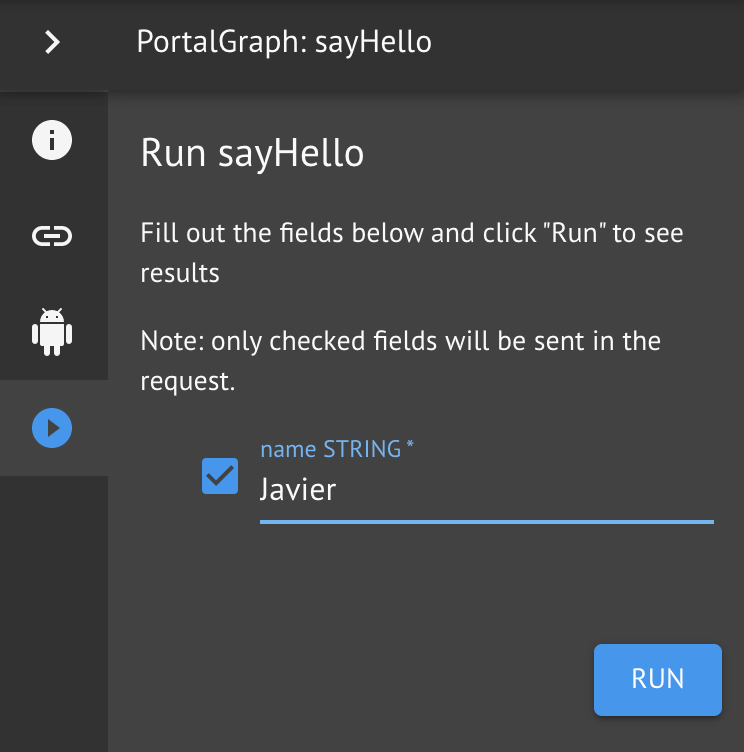 PortalGraph: sayHello
Run sayHello
Fill out the fields below and click "Run" to see
results
Note: only checked fields will be sent in the
request.
name STRING *
Javier
RUN